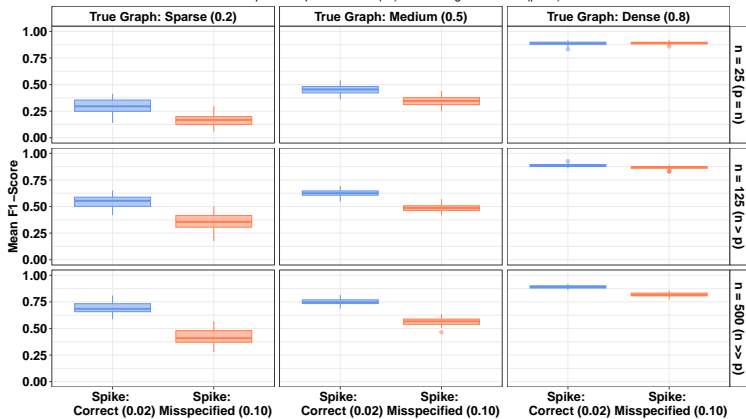 True Graph: Sparse (0.2) True Graph: Medium (0.5) True Graph: Dense (0.8)
1.00
0.75
0.50
0.25
0.00
n = 25 (p = n)
1.00
0.75
0.50
0.25
0.00
n = 125 (n > p)
1.00
0.75
0.50
0.25
0.00
n = 500 (n >> p)
Mean F1−Score
Spike: Spike: Spike: Spike: Spike: Spike:
Correct (0.02) Misspecified (0.10) Correct (0.02) Misspecified (0.10) Correct (0.02) Misspecified (0.10)